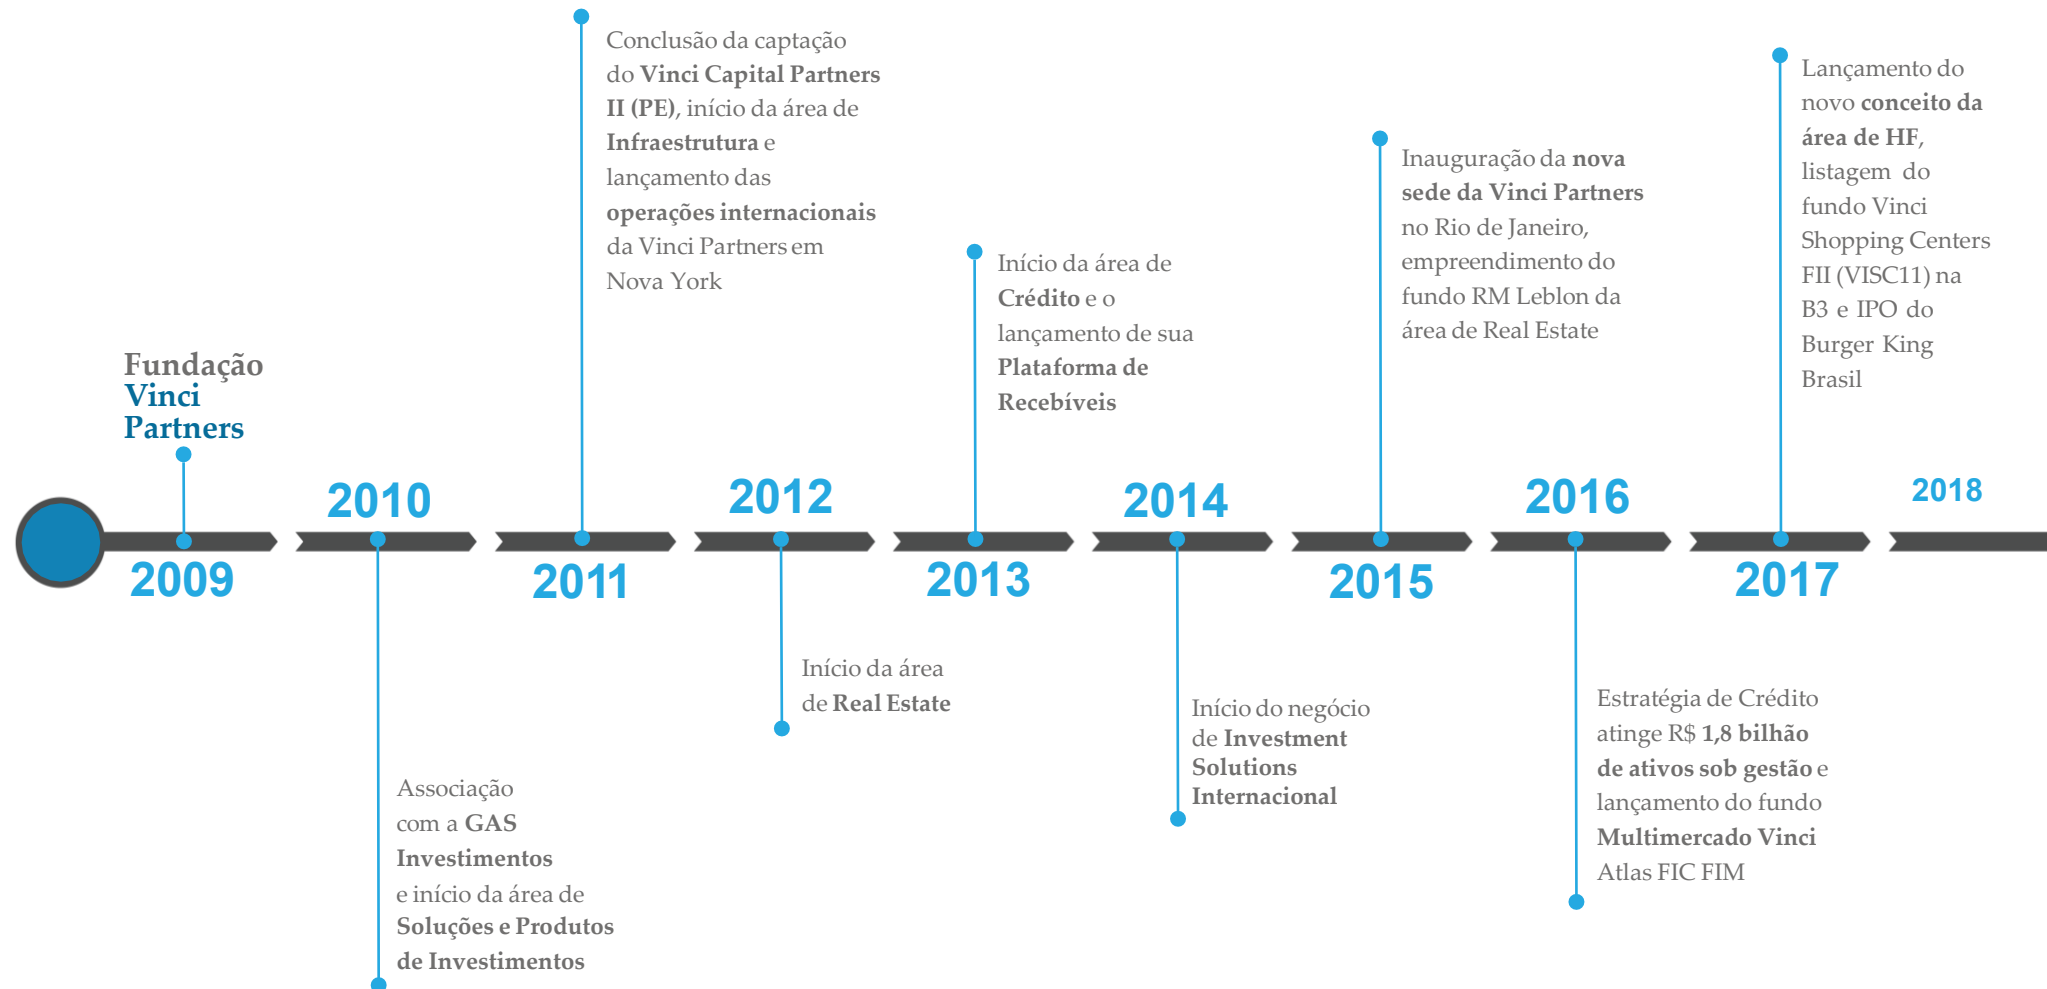 Fundação
Vinci
Partners
2009
2010
Associação
com a GAS
Investimentos
e início da área de
Soluções e Produtos
de Investimentos
Conclusão da captação
do Vinci Capital Partners
II (PE), início da área de
Infraestrutura e
lançamento das
operações internacionais
da Vinci Partners em
Nova York
2011
2012
Início da área
de Real Estate
Início da área de
Crédito e o
lançamento de sua
Plataforma de
Recebíveis
2013
2014
Início do negócio
de Investment
Solutions
Internacional
Inauguração da nova
sede da Vinci Partners
no Rio de Janeiro,
empreendimento do
fundo RM Leblon da
área de Real Estate
2015
2016
Estratégia de Crédito
atinge R$ 1,8 bilhão
de ativos sob gestão e
lançamento do fundo
Multimercado Vinci
Atlas FIC FIM
Lançamento do
novo conceito da
área de HF,
listagem do
fundo Vinci
Shopping Centers
FII (VISC11) na
B3 e IPO do
Burger King
Brasil
2017
2018